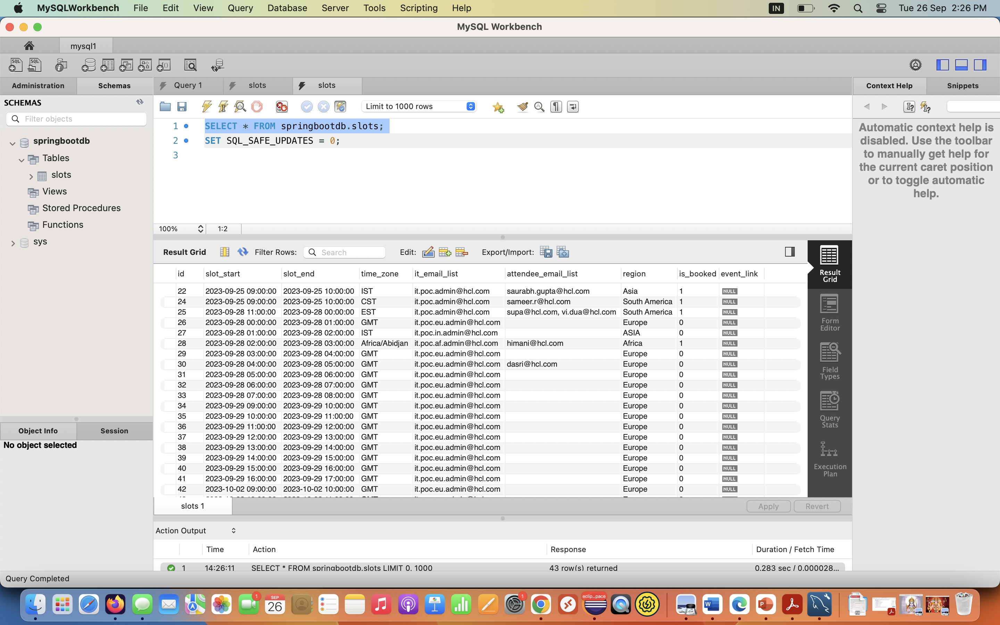 MySQLWorkbench File Edit View Query Database Server Tools Scripting Help IN Tue 26 Sep 2:26 PM
MySQL Workbench
mysql1
Administration Schemas Query 1 slots slots Context Help Snippets
SCHEMAS
Filter objects
springbootdb
Tables
slots
Views
Stored Procedures
Functions
sys
Limit to 1000 rows
1 SELECT * FROM springbootdb.slots;
2 SET SQL_SAFE_UPDATES = 0;
3
100% 1:2
Automatic context help is
disabled. Use the toolbar
to manually get help for
the current caret position
or to toggle automatic
help.
Result Grid Filter Rows: Search Edit: Export/Import:
id slot_start slot_end time_zone it_email_list attendee_email_list region is_booked event_link
22 2023-09-25 09:00:00 2023-09-25 10:00:00 IST it.poc.admin@hcl.com saurabh.gupta@hcl.com Asia 1 NULL
24 2023-09-25 09:00:00 2023-09-25 10:00:00 CST it.poc.admin@hcl.com sameer.r@hcl.com South America 1 NULL
25 2023-09-28 11:00:00 2023-09-28 00:00:00 EST it.poc.admin@hcl.com supa@hcl.com, vi.dua@hcl.com South America 1 NULL
26 2023-09-28 00:00:00 2023-09-28 01:00:00 GMT it.poc.eu.admin@hcl.com Europe 0 NULL
27 2023-09-28 01:00:00 2023-09-28 02:00:00 IST it.poc.in.admin@hcl.com ASIA 0 NULL
28 2023-09-28 02:00:00 2023-09-28 03:00:00 Africa/Abidjan it.poc.af.admin@hcl.com himani@hcl.com Africa 1 NULL
29 2023-09-28 03:00:00 2023-09-28 04:00:00 GMT it.poc.eu.admin@hcl.com Europe 0 NULL
30 2023-09-28 04:00:00 2023-09-28 05:00:00 GMT it.poc.eu.admin@hcl.com dasri@hcl.com Europe 0 NULL
31 2023-09-28 05:00:00 2023-09-28 06:00:00 GMT it.poc.eu.admin@hcl.com Europe 0 NULL
32 2023-09-28 06:00:00 2023-09-28 07:00:00 GMT it.poc.eu.admin@hcl.com Europe 0 NULL
33 2023-09-28 07:00:00 2023-09-28 08:00:00 GMT it.poc.eu.admin@hcl.com Europe 0 NULL
34 2023-09-29 09:00:00 2023-09-29 10:00:00 GMT it.poc.eu.admin@hcl.com Europe 0 NULL
35 2023-09-29 10:00:00 2023-09-29 11:00:00 GMT it.poc.eu.admin@hcl.com Europe 0 NULL
36 2023-09-29 11:00:00 2023-09-29 12:00:00 GMT it.poc.eu.admin@hcl.com Europe 0 NULL
37 2023-09-29 12:00:00 2023-09-29 13:00:00 GMT it.poc.eu.admin@hcl.com Europe 0 NULL
38 2023-09-29 13:00:00 2023-09-29 14:00:00 GMT it.poc.eu.admin@hcl.com Europe 0 NULL
39 2023-09-29 14:00:00 2023-09-29 15:00:00 GMT it.poc.eu.admin@hcl.com Europe 0 NULL
40 2023-09-29 15:00:00 2023-09-29 16:00:00 GMT it.poc.eu.admin@hcl.com Europe 0 NULL
41 2023-09-29 16:00:00 2023-09-29 17:00:00 GMT it.poc.eu.admin@hcl.com Europe 0 NULL
42 2023-10-02 09:00:00 2023-10-02 10:00:00 GMT it.poc.eu.admin@hcl.com Europe 0 NULL
Result
Grid
Form
Editor
Field
Types
Query
Stats
Execution
Plan
Object Info Session
No object selected
slots 1 Apply Revert
Action Output
Time Action Response Duration / Fetch Time
1 14:26:11 SELECT * FROM springbootdb.slots LIMIT 0, 1000 43 row(s) returned 0.283 sec / 0.000028...
Query Completed
1
SEP
26
1
eclip...pace
W
P